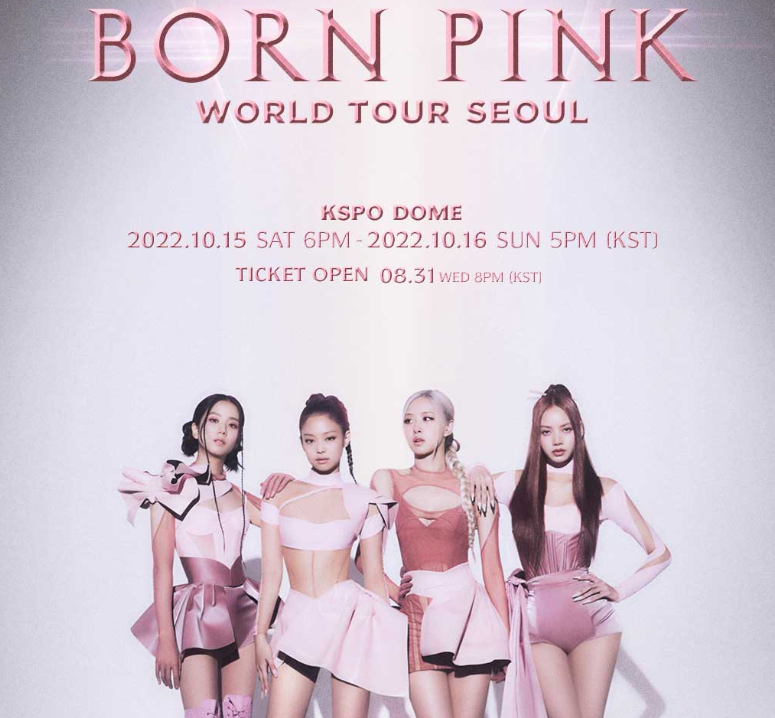 BORN PINK
WORLD TOUR SEOUL
KSPO DOME
2022.10.15 SAT 6PM - 2022.10.16 SUN 5PM (KST)
TICKET OPEN 08.31 WED 8PM (KST)